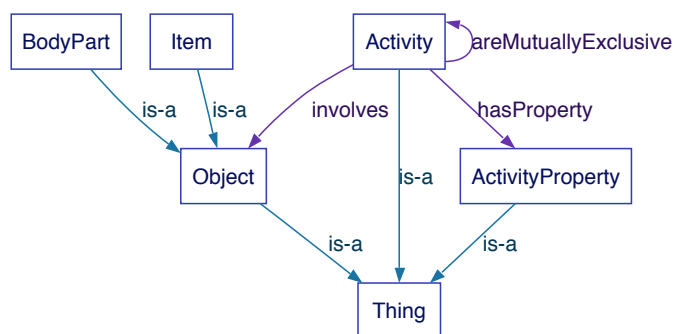 BodyPart
Item
Activity
areMutuallyExclusive
is-a
is-a
involves
hasProperty
Object
is-a
ActivityProperty
is-a
is-a
Thing